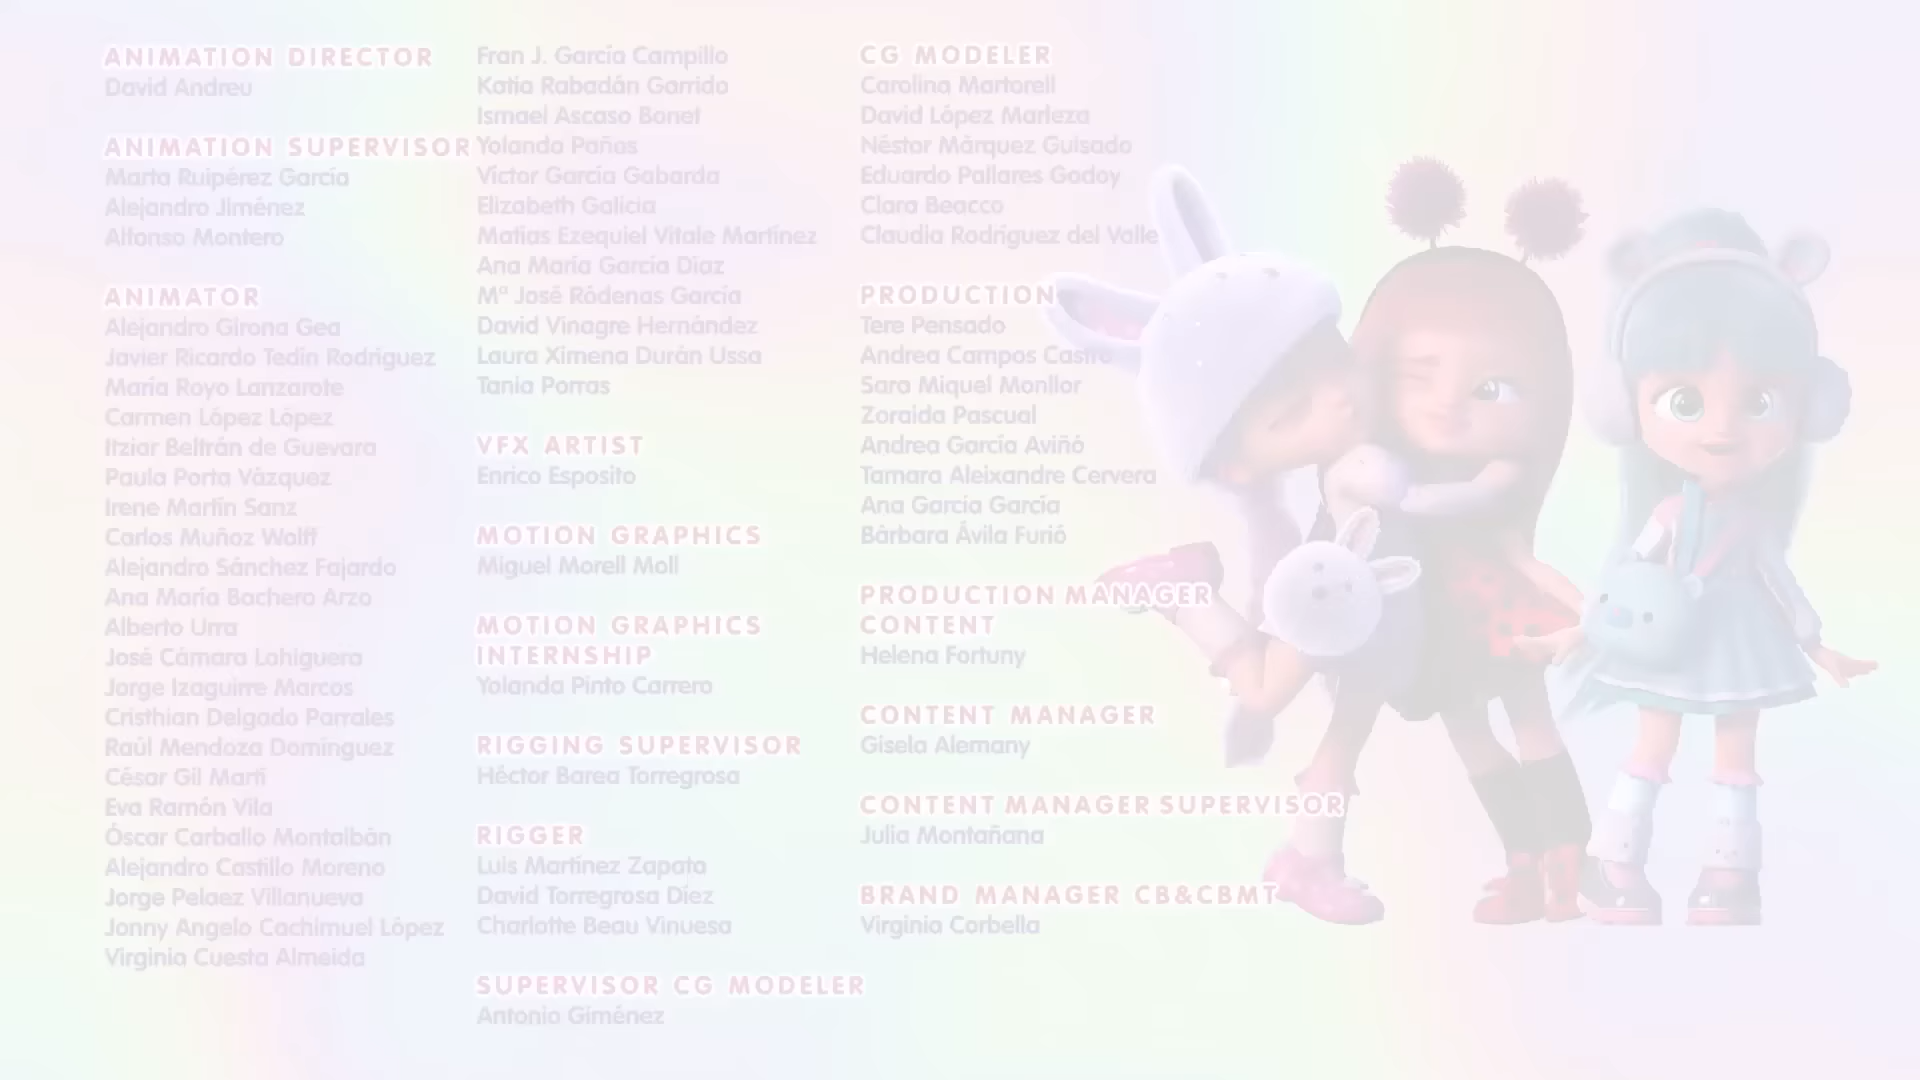 ANIMATION DIRECTOR
David Andreu
ANIMATION SUPERVISOR
Marta Ruipérez García
Alejandro Jiménez
Alfonso Montero
ANIMATOR
Alejandro Girona Gea
Javier Ricardo Tedín Rodríguez
María Royo Lanzarote
Carmen López López
Itziar Beltrán de Guevara
Paula Porta Vázquez
Irene Martín Sanz
Carlos Muñoz Wolff
Alejandro Sánchez Fajardo
Ana María Bachero Arzo
Alberto Urra
José Cámara Lohiguera
Jorge Izaguirre Marcos
Cristhian Delgado Parrales
Raúl Mendoza Domínguez
César Gil Martí
Eva Ramón Vila
Óscar Carballo Montalbán
Alejandro Castillo Moreno
Jorge Pelaez Villanueva
Jonny Angelo Cachimuel López
Virginia Cuesta Almeida
Fran J. García Campillo
Katia Rabadán Garrido
Ismael Ascaso Bonet
Yolanda Paños
Víctor García Gabarda
Elizabeth Galicia
Matías Ezequiel Vitale Martínez
Ana María García Díaz
Mª José Ródenas García
David Vinagre Hernández
Laura Ximena Durán Ussa
Tania Porras
VFX ARTIST
Enrico Esposito
MOTION GRAPHICS
Miguel Morell Moll
MOTION GRAPHICS
INTERNSHIP
Yolanda Pinto Carrero
RIGGING SUPERVISOR
Héctor Barea Torregrosa
RIGGER
Luis Martínez Zapata
David Torregrosa Díez
Charlotte Beau Vinuesa
SUPERVISOR CG MODELER
Antonio Giménez
CG MODELER
Carolina Martorell
David López Marleza
Néstor Márquez Guisado
Eduardo Pallares Godoy
Clara Beacco
Claudia Rodríguez del Valle
PRODUCTION
Tere Pensado
Andrea Campos Castro
Sara Miquel Monllor
Zoraida Pascual
Andrea García Aviñó
Tamara Aleixandre Cervera
Ana García García
Bárbara Ávila Furió
PRODUCTION MANAGER
CONTENT
Helena Fortuny
CONTENT MANAGER
Gisela Alemany
CONTENT MANAGER SUPERVISOR
Julia Montañana
BRAND MANAGER CB&CBMT
Virginia Corbella